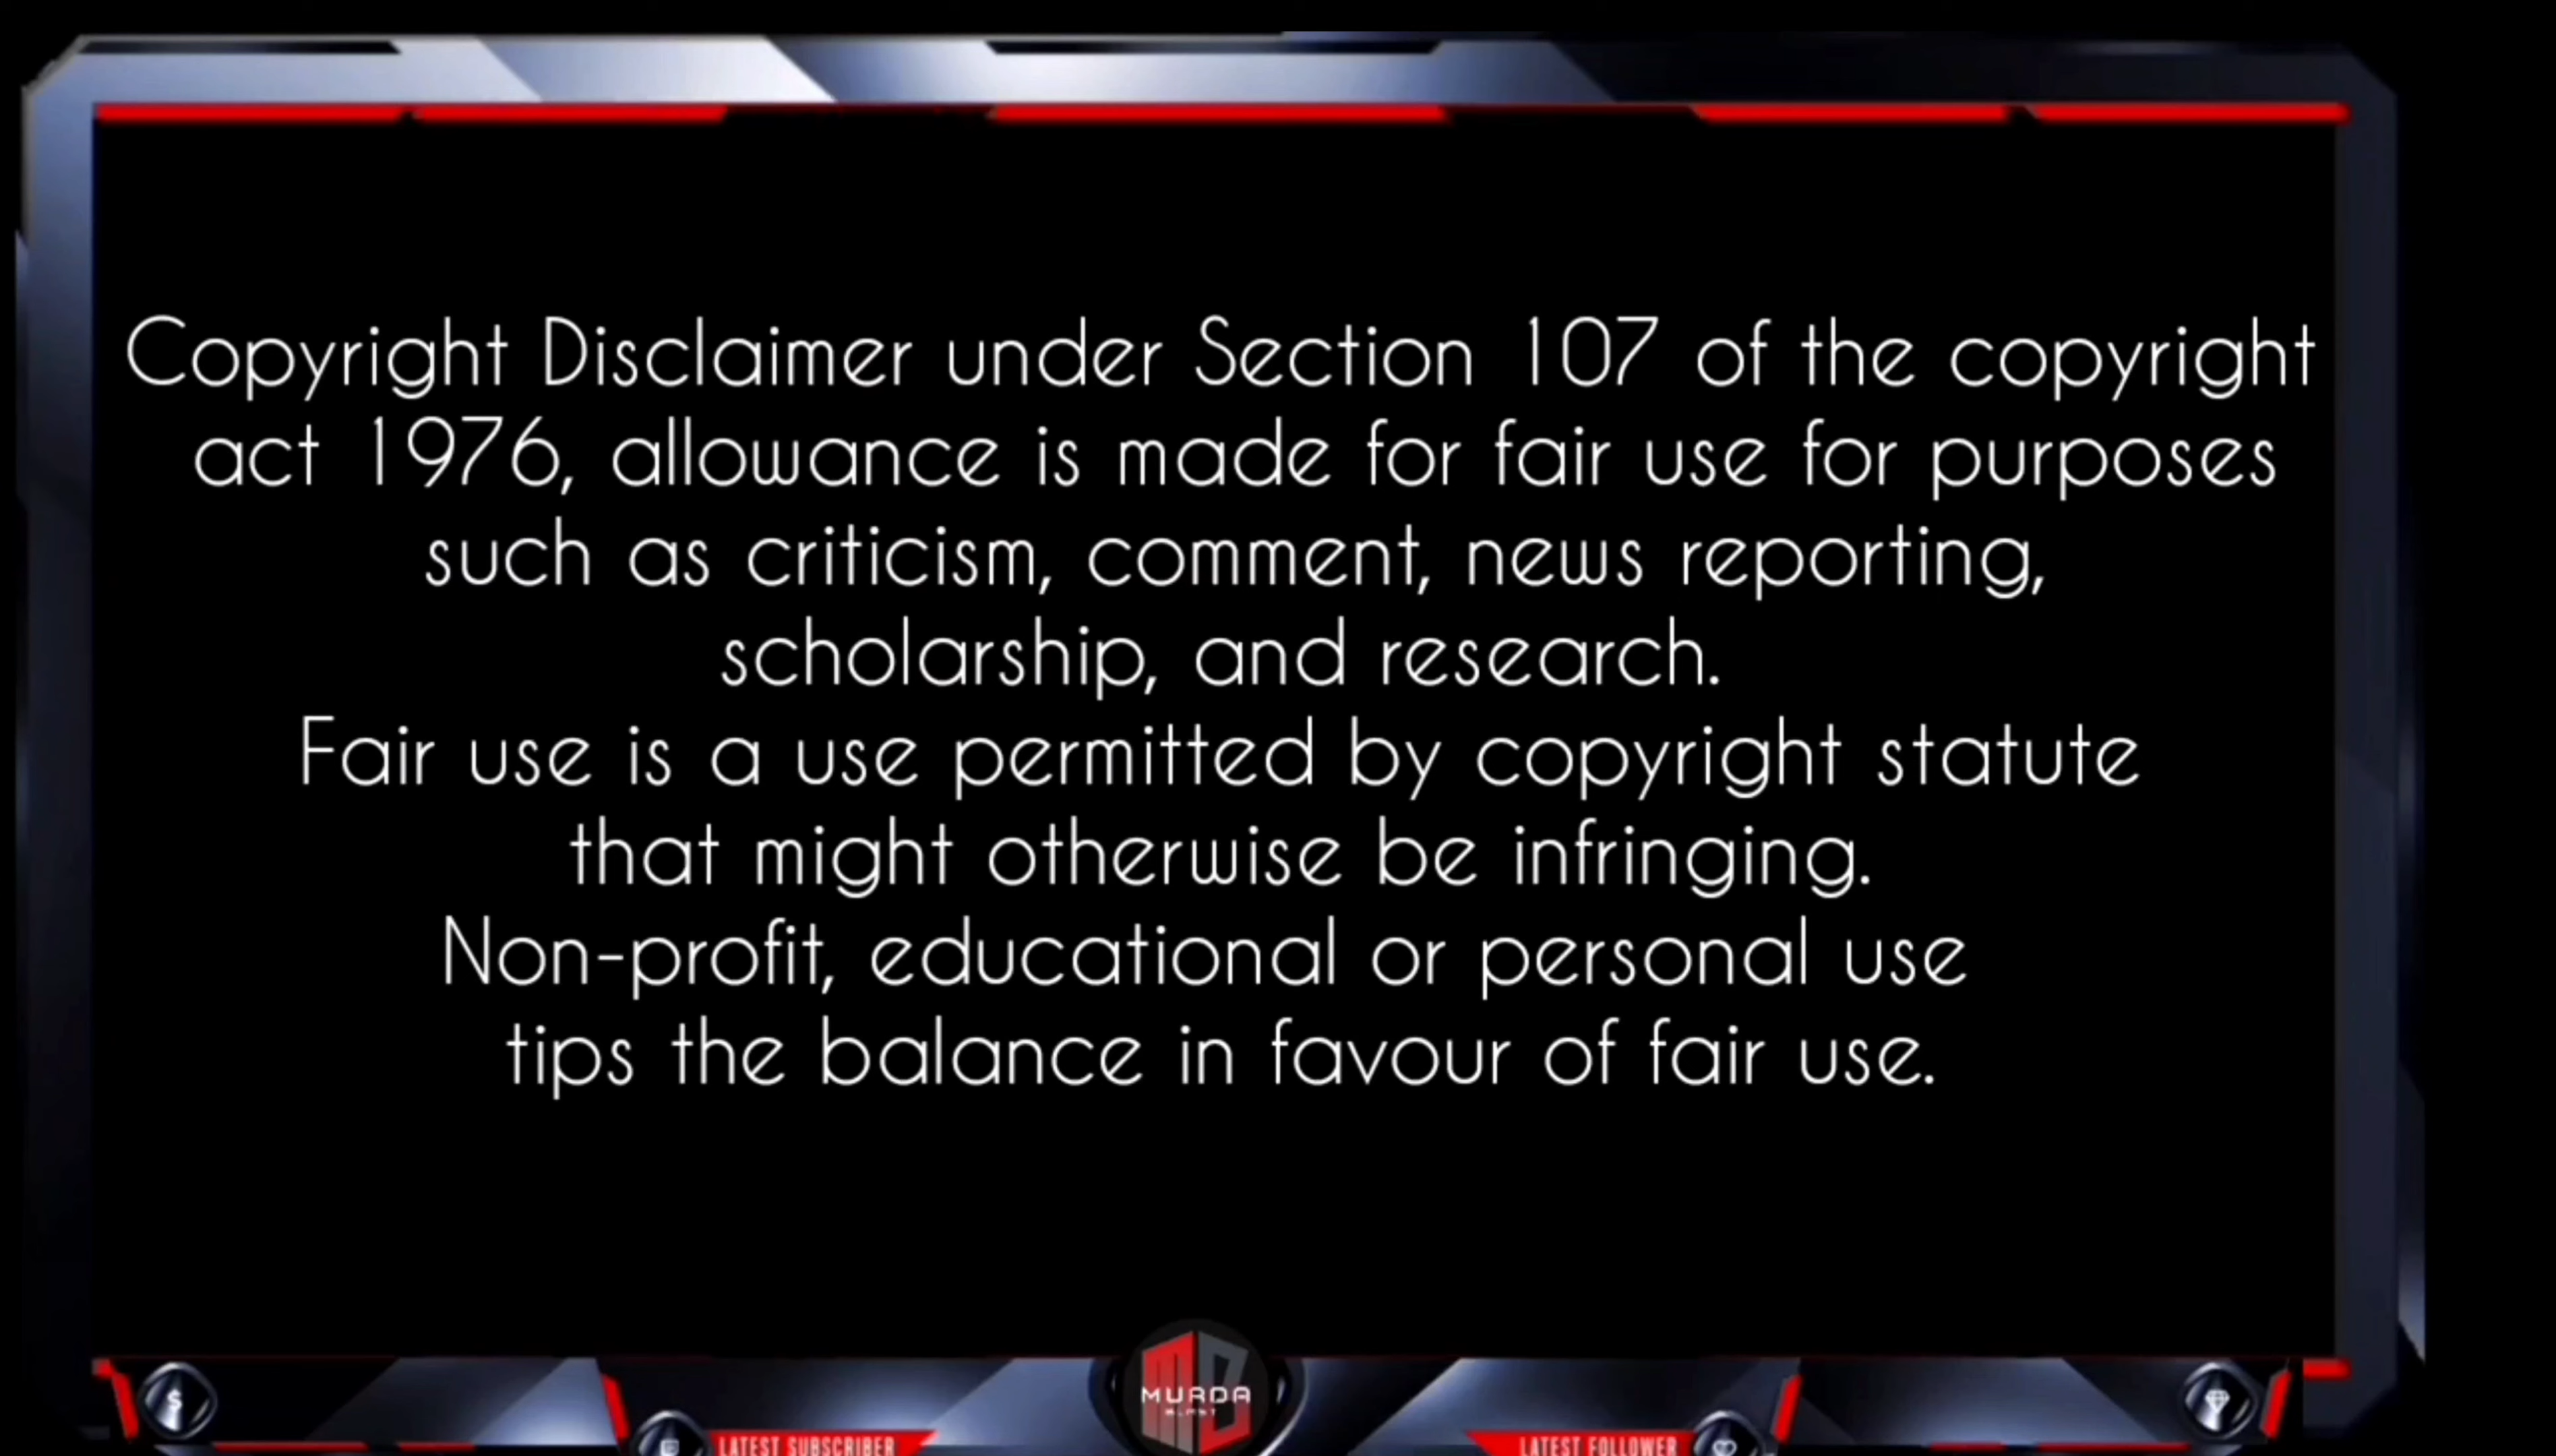 Copyright Disclaimer under Section 107 of the copyright
act 1976, allowance is made for fair use for purposes
such as criticism, comment, news reporting,
scholarship, and research.
Fair use is a use permitted by copyright statute
that might otherwise be infringing.
Non-profit, educational or personal use
tips the balance in favour of fair use.
MURDA
BLAST
LATEST SUBSCRIBER
LATEST FOLLOWER